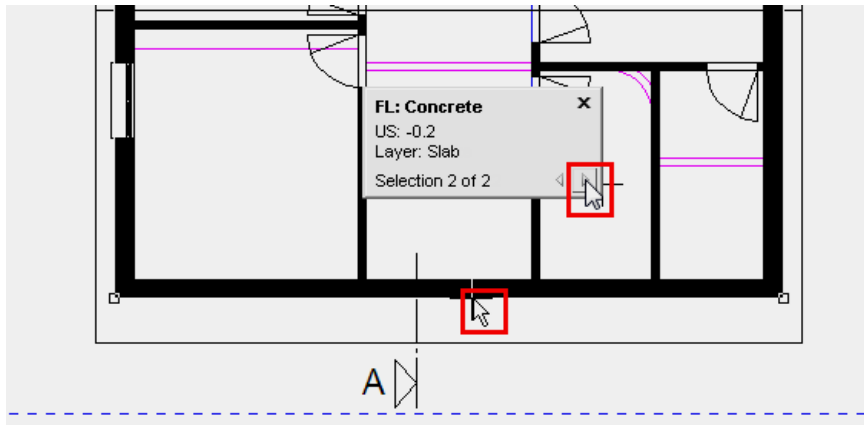 FL: Concrete
US: -0.2
Layer: Slab
Selection 2 of 2
A